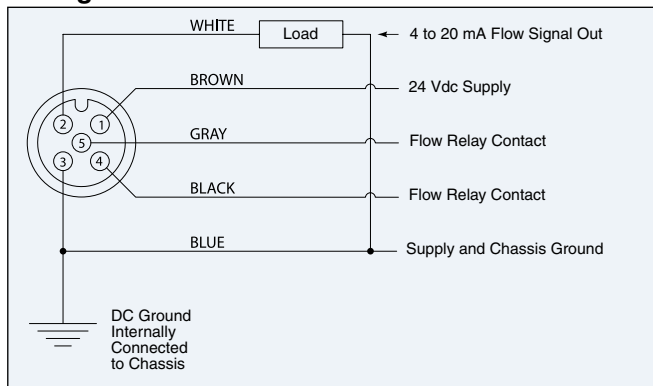 WHITE Load 4 to 20 mA Flow Signal Out
BROWN 24 Vdc Supply
2 1
5 GRAY Flow Relay Contact
3 4
BLACK Flow Relay Contact
BLUE Supply and Chassis Ground
DC Ground
Internally
Connected
to Chassis